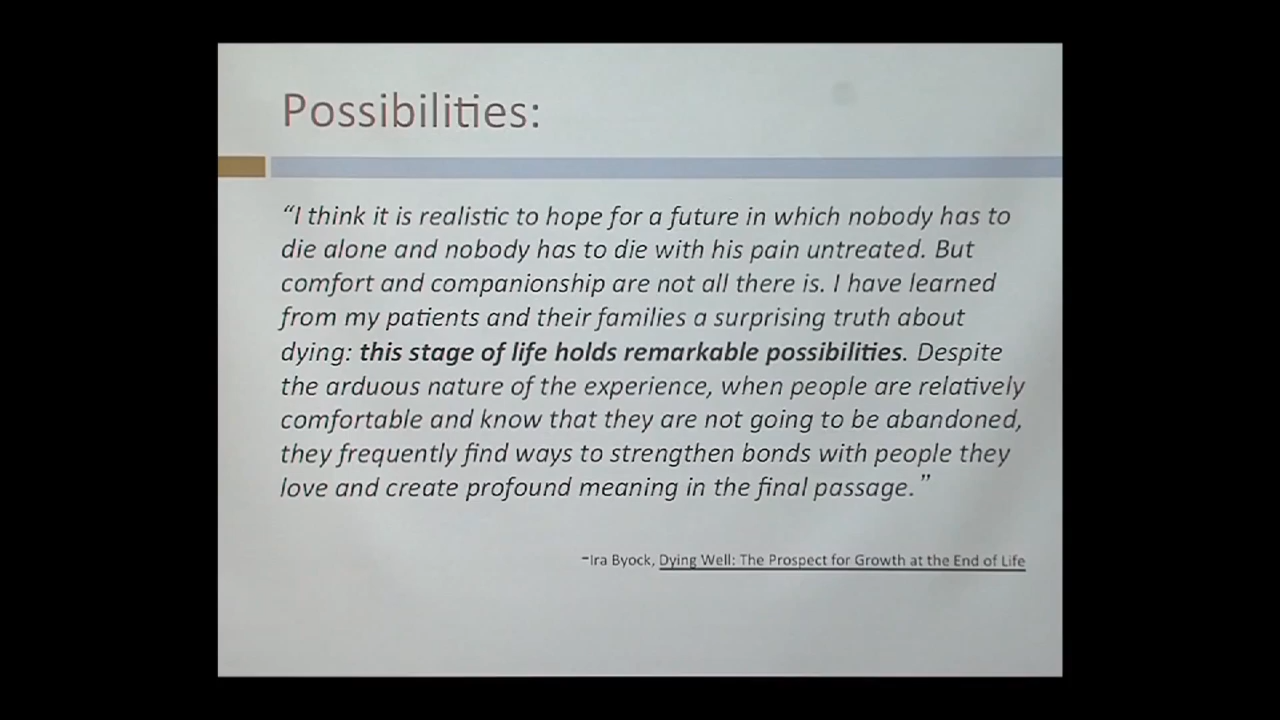 Possibilities:
“I think it is realistic to hope for a future in which nobody has to
die alone and nobody has to die with his pain untreated. But
comfort and companionship are not all there is. I have learned
from my patients and their families a surprising truth about
dying: this stage of life holds remarkable possibilities. Despite
the arduous nature of the experience, when people are relatively
comfortable and know that they are not going to be abandoned,
they frequently find ways to strengthen bonds with people they
love and create profound meaning in the final passage.”
–Ira Byock, Dying Well: The Prospect for Growth at the End of Life